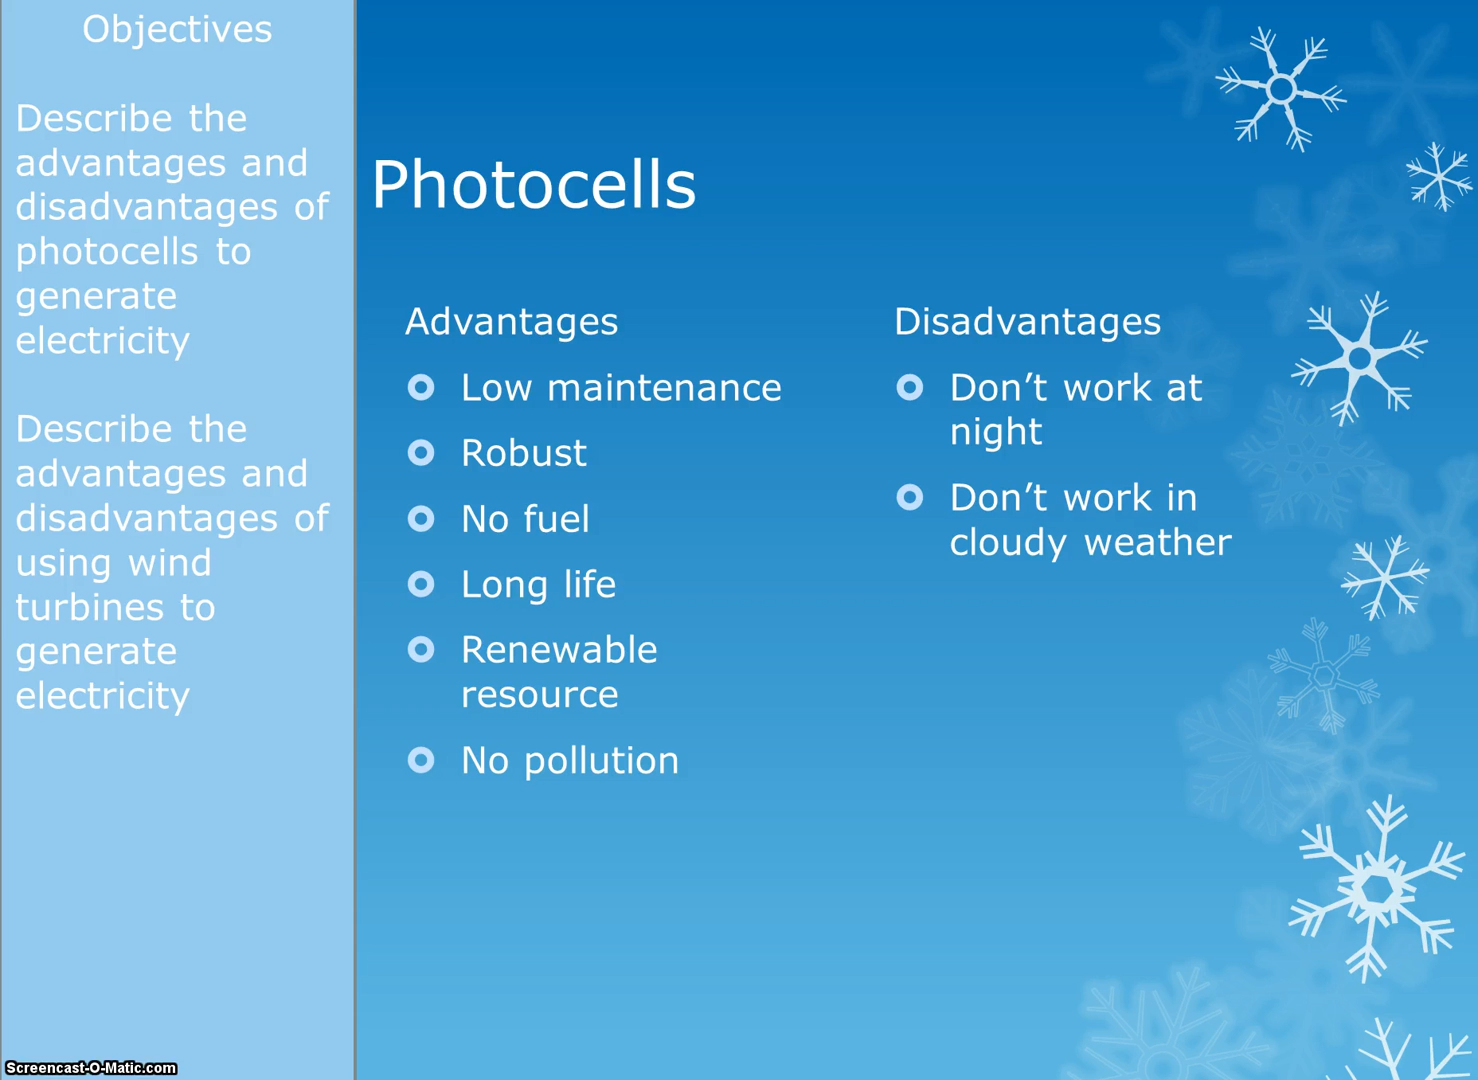 Objectives
Describe the
advantages and
disadvantages of
photocells to
generate
electricity
Describe the
advantages and
disadvantages of
using wind
turbines to
generate
electricity
Photocells
Advantages
Low maintenance
Robust
No fuel
Long life
Renewable
resource
No pollution
Disadvantages
Don’t work at
night
Don’t work in
cloudy weather
Screencast-O-Matic.com